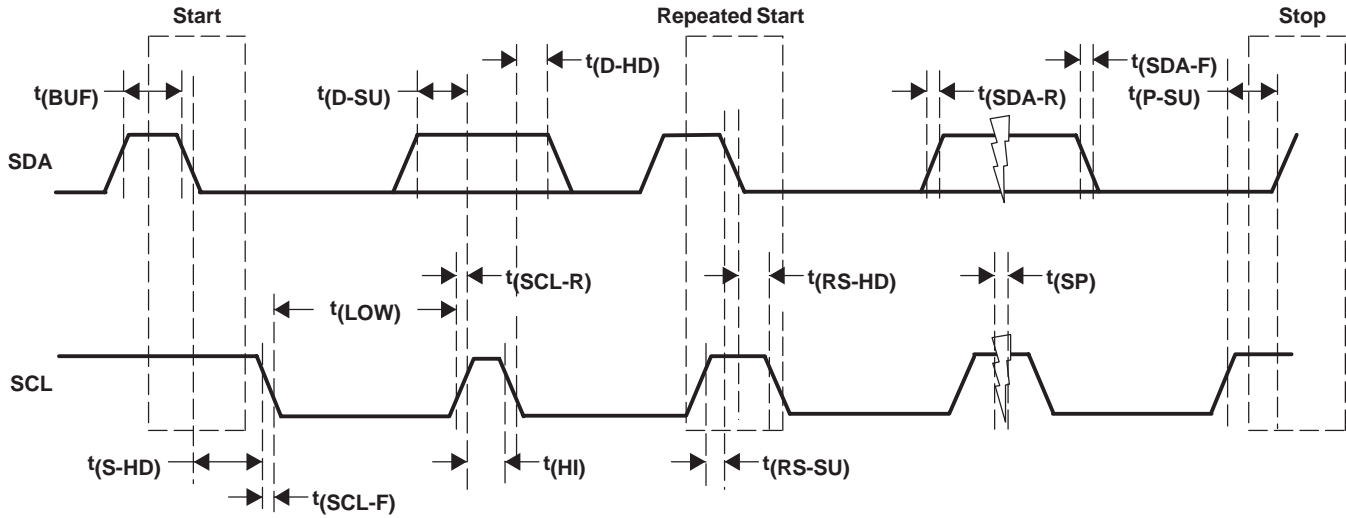 Start
Repeated Start
Stop
t(BUF)
t(D-SU)
t(D-HD)
t(SDA-R)
t(SDA-F)
t(P-SU)
SDA
t(LOW)
t(SCL-R)
t(RS-HD)
t(SP)
SCL
t(S-HD)
t(SCL-F)
t(HI)
t(RS-SU)